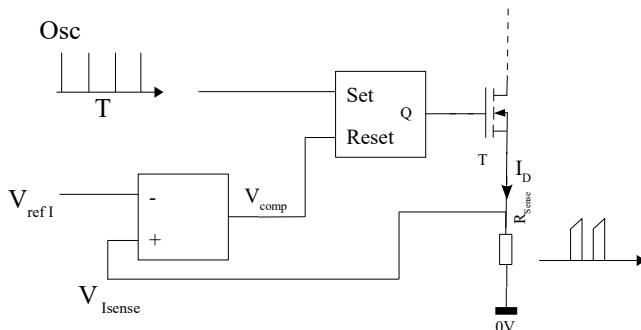 Osc
T
Set
Q
Reset
T
I_D
R_Sense
V_ref I
-
V_comp
+
V_Isense
0V